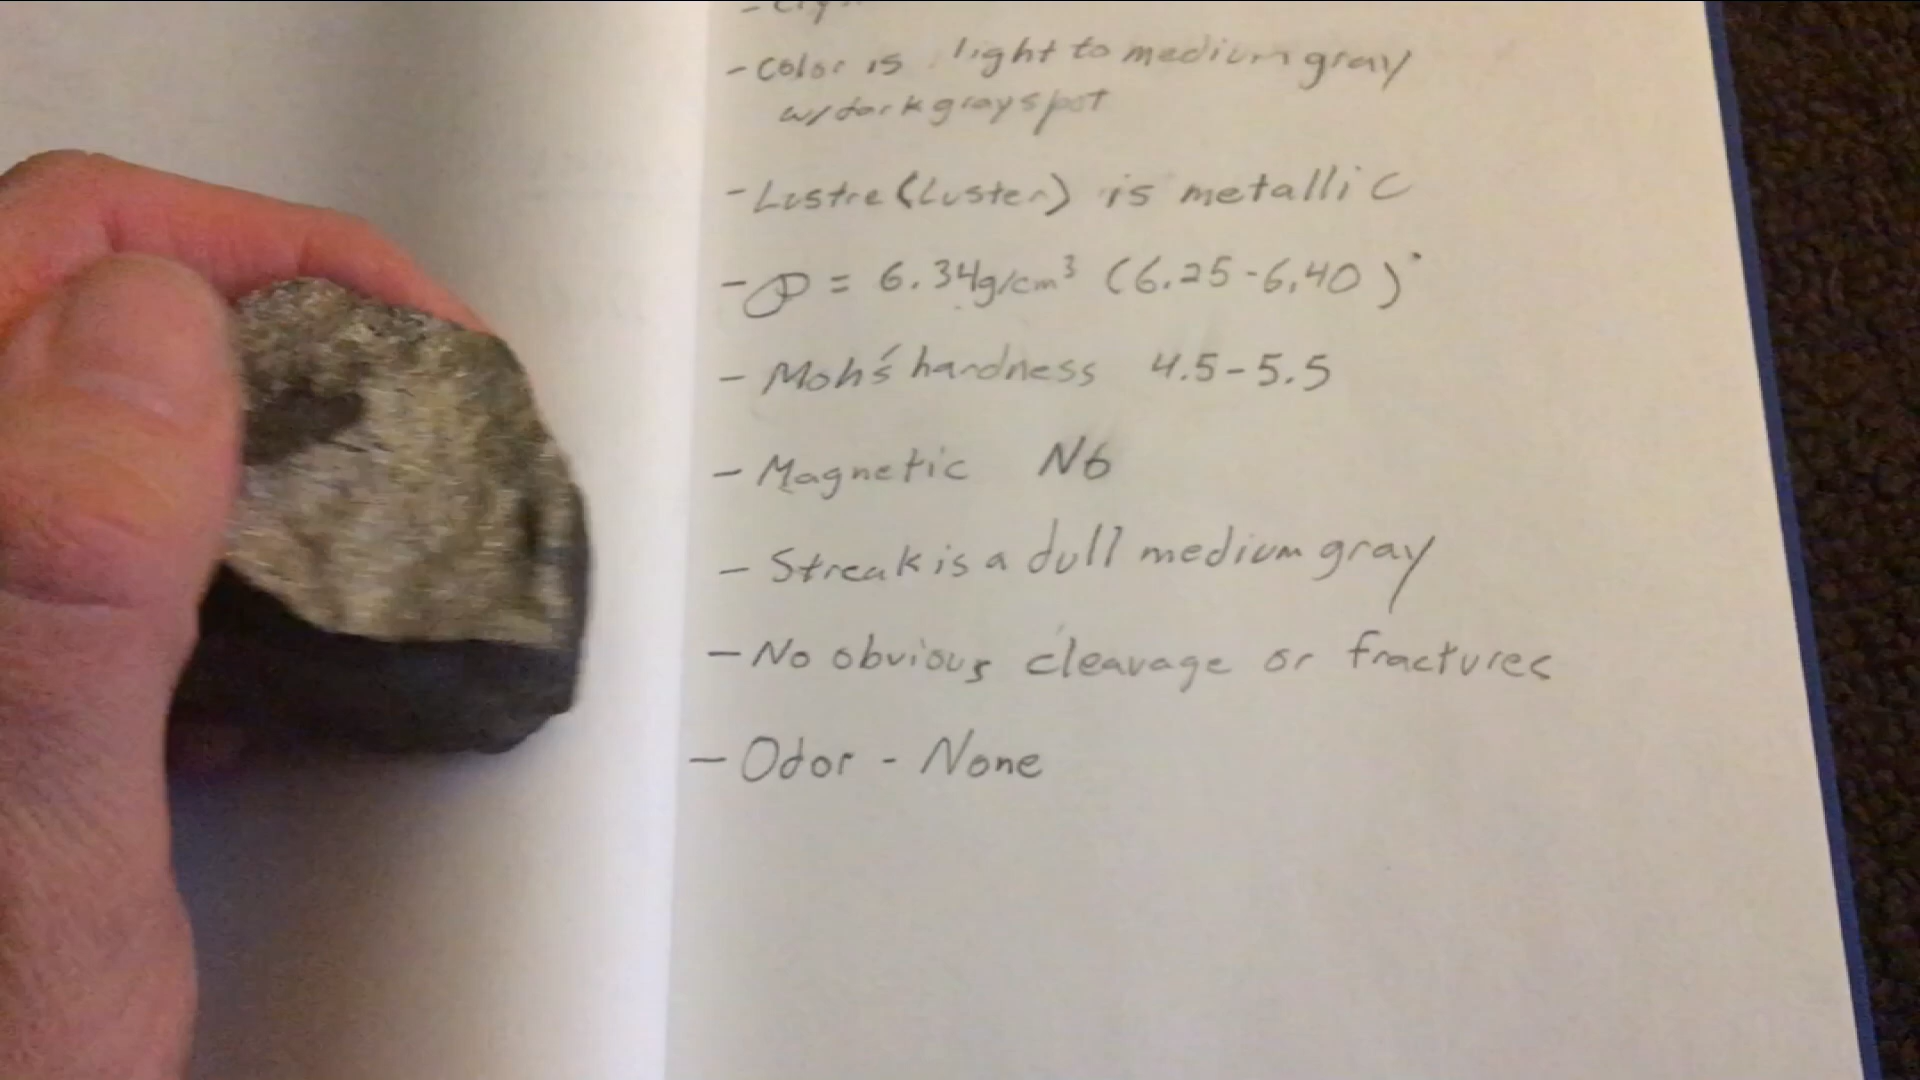 - Color is light to medium gray
w/dark gray spot
- Lustre (Luster) is metallic
- ρ = 6.34g/cm³ (6.25-6.40)
- Moh's hardness 4.5-5.5
- Magnetic No
- Streak is a dull medium gray
- No obvious cleavage or fractures
- Odor - None